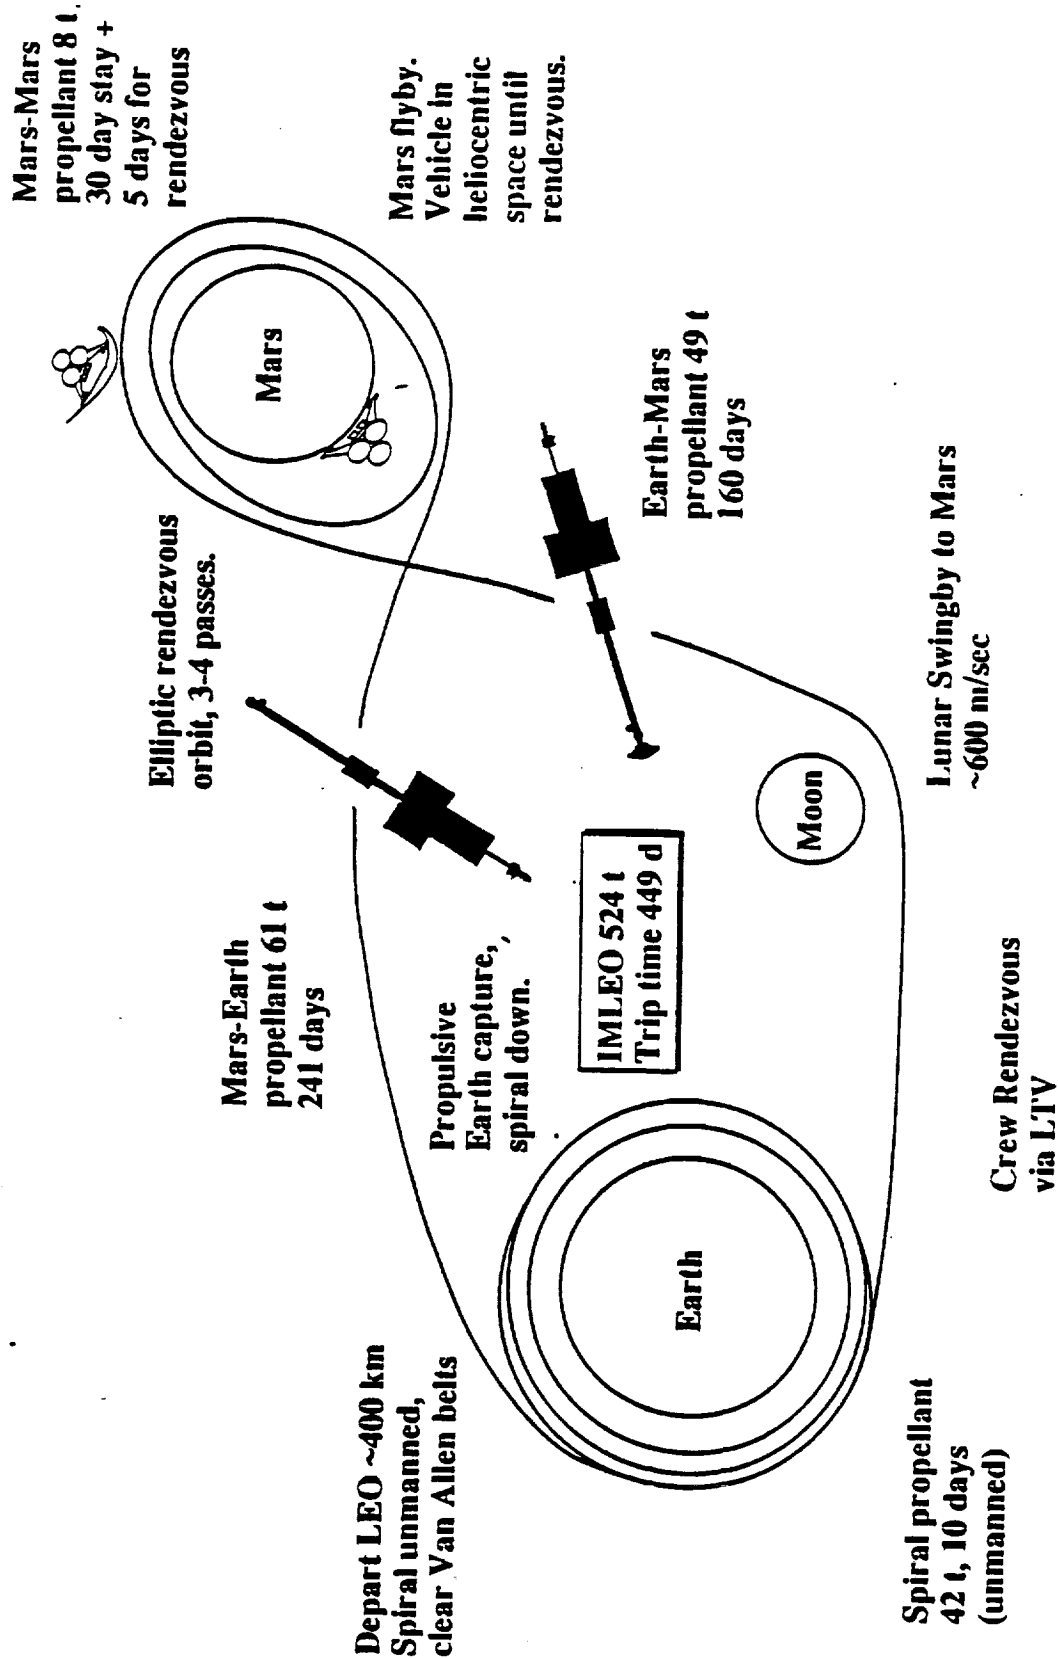 Depart LEO ~400 km
Spiral unmanned,
clear Van Allen belts
Mars-Earth
propellant 61 t
241 days
Elliptic rendezvous
orbit, 3-4 passes.
Mars-Mars
propellant 8 t.
30 day stay +
5 days for
rendezvous
Propulsive
Earth capture,
spiral down.
Mars
Mars flyby.
Vehicle in
heliocentric
space until
rendezvous.
IMLEO 524 t
Trip time 449 d
Earth
Moon
Earth-Mars
propellant 49 t
160 days
Spiral propellant
42 t, 10 days
(unmanned)
Crew Rendezvous
via LTV
Lunar Swingby to Mars
~600 m/sec